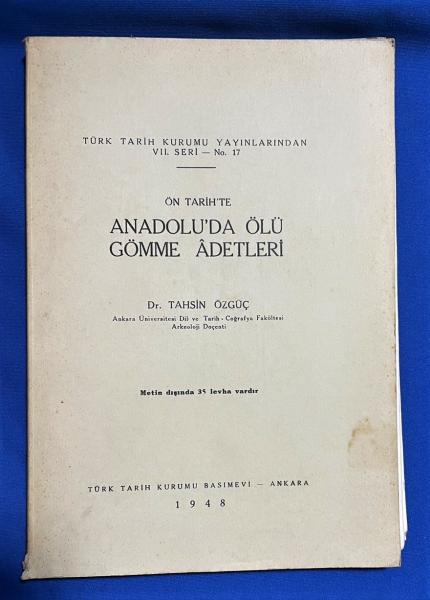 TÜRK TARİH KURUMU YAYINLARINDAN
VII. SERİ — No. 17
ÖN TARİH'TE
ANADOLU'DA ÖLÜ
GÖMME ÂDETLERİ
Dr. TAHSİN ÖZGÜÇ
Ankara Üniversitesi Dil ve Tarih - Coğrafya Fakültesi
Arkeoloji Doçenti
Metin dışında 35 levha vardır
TÜRK TARİH KURUMU BASIMEVİ — ANKARA
1948